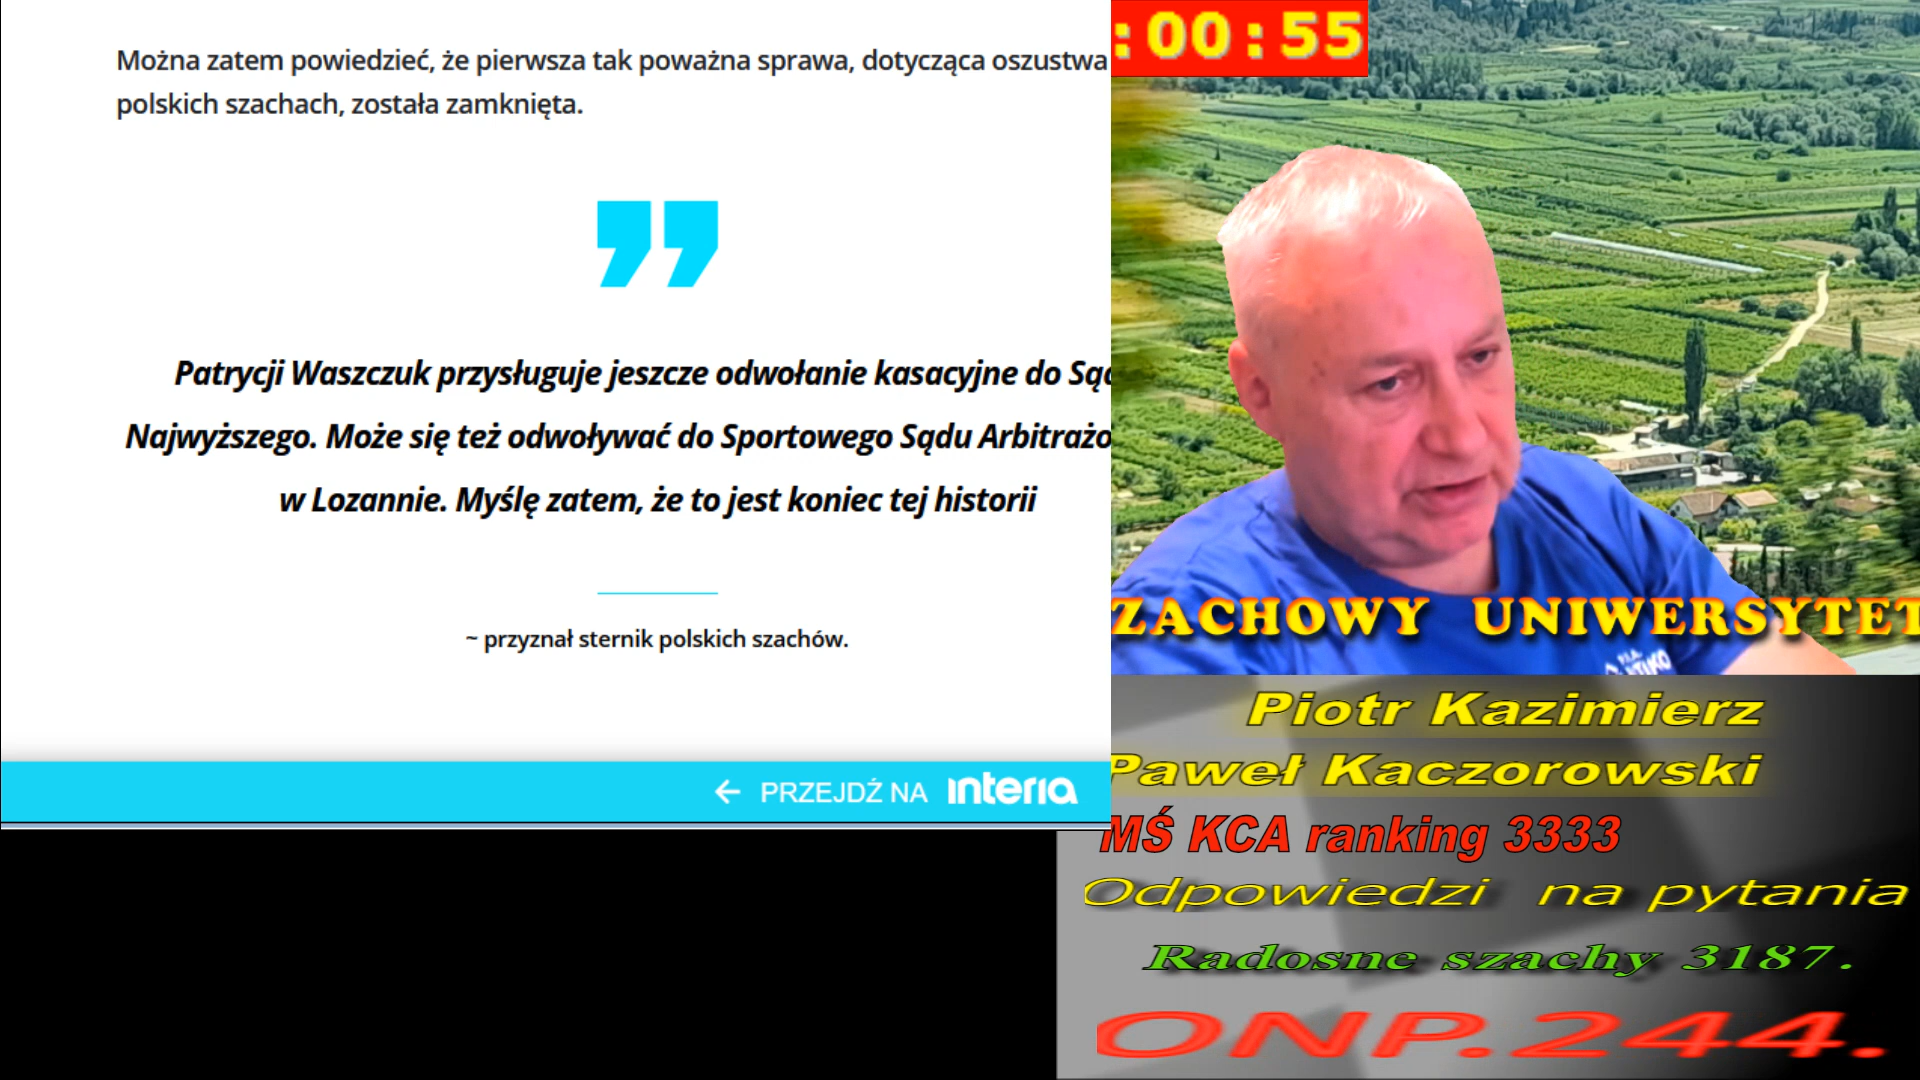 Można zatem powiedzieć, że pierwsza tak poważna sprawa, dotycząca oszustwa
polskich szachach, została zamknięta.
Patrycji Waszczuk przysługuje jeszcze odwołanie kasacyjne do Sąd
Najwyższego. Może się też odwoływać do Sportowego Sądu Arbitrażo
w Lozannie. Myślę zatem, że to jest koniec tej historii
~ przyznał sternik polskich szachów.
← PRZEJDŹ NA interia
:00:55
ZACHOWY UNIWERSYTET
Piotr Kazimierz
Paweł Kaczorowski
MŚ KCA ranking 3333
Odpowiedzi na pytania
Radosne szachy 3187.
ONP.244.